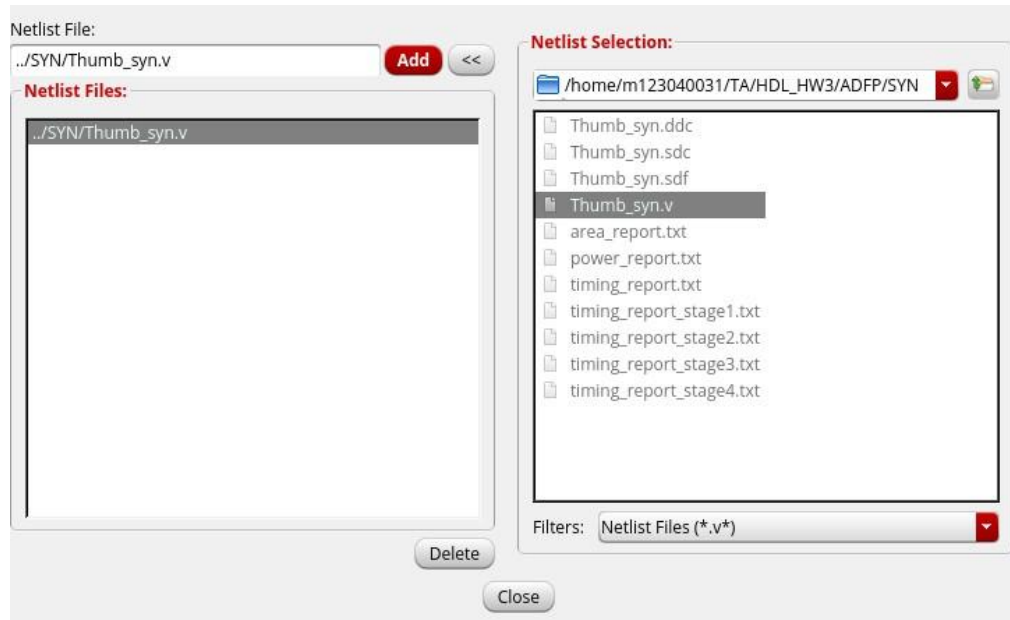 Netlist File:
../SYN/Thumb_syn.v
Add
<<
Netlist Files:
../SYN/Thumb_syn.v
Delete
Netlist Selection:
/home/m123040031/TA/HDL_HW3/ADFP/SYN
Thumb_syn.ddc
Thumb_syn.sdc
Thumb_syn.sdf
Thumb_syn.v
area_report.txt
power_report.txt
timing_report.txt
timing_report_stage1.txt
timing_report_stage2.txt
timing_report_stage3.txt
timing_report_stage4.txt
Filters: Netlist Files (*.v*)
Close